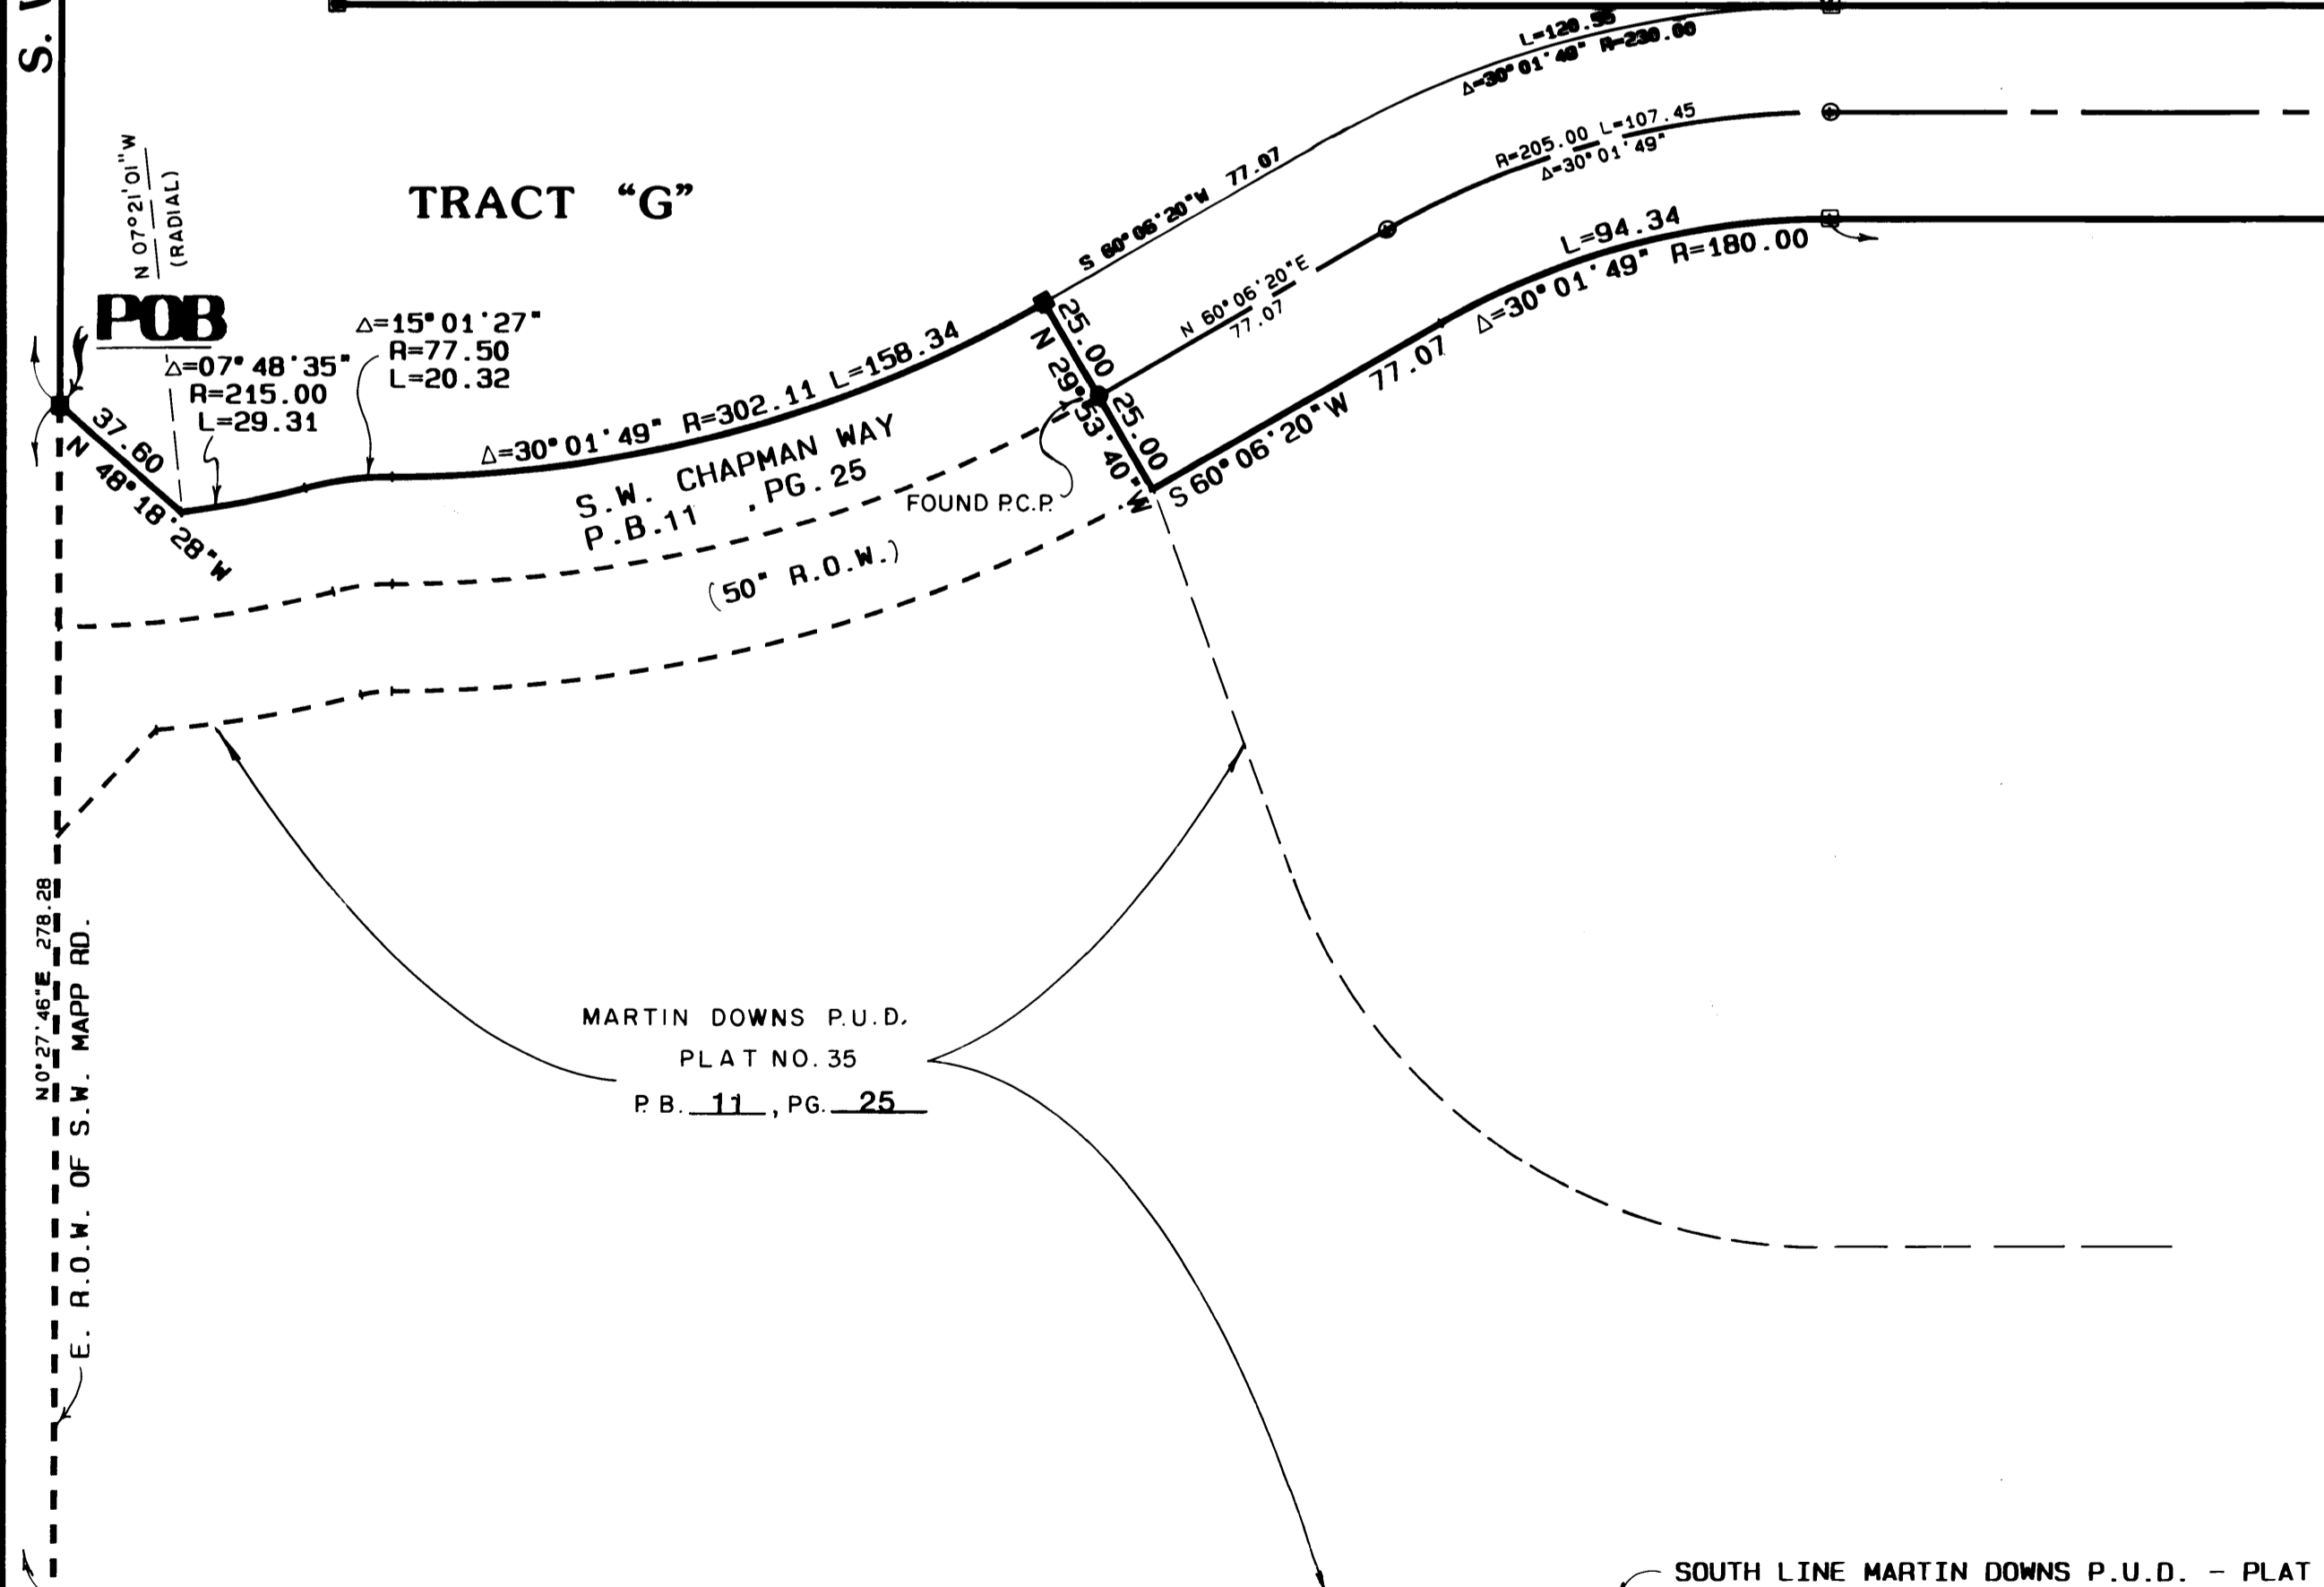 S.
L=120.55
Δ=30°01'49" R=230.00
R=205.00 L=107.45
Δ=30°01'49"
N 07°21'01"W
(RADIAL)
TRACT "G"
S 60°06'20"W 77.07
L=94.34
Δ=30°01'49" R=180.00
N 60°06'20"E
77.07
POB
Δ=15°01'27"
R=77.50
L=20.32
Δ=07°48'35"
R=215.00
L=29.31
Δ=30°01'49" R=302.11 L=158.34
25.00
25.00
N 29°53'40"W
S 60°06'20"W 77.07
37.60
N 48°18'28"W
S.W. CHAPMAN WAY
P.B.11 , PG.25
FOUND P.C.P.
(50" R.O.W.)
N0°27'46"E 278.28
E. R.O.W. OF S.W. MAPP RD.
MARTIN DOWNS P.U.D.
PLAT NO. 35
P.B. 11 , PG. 25
SOUTH LINE MARTIN DOWNS P.U.D. - PLAT